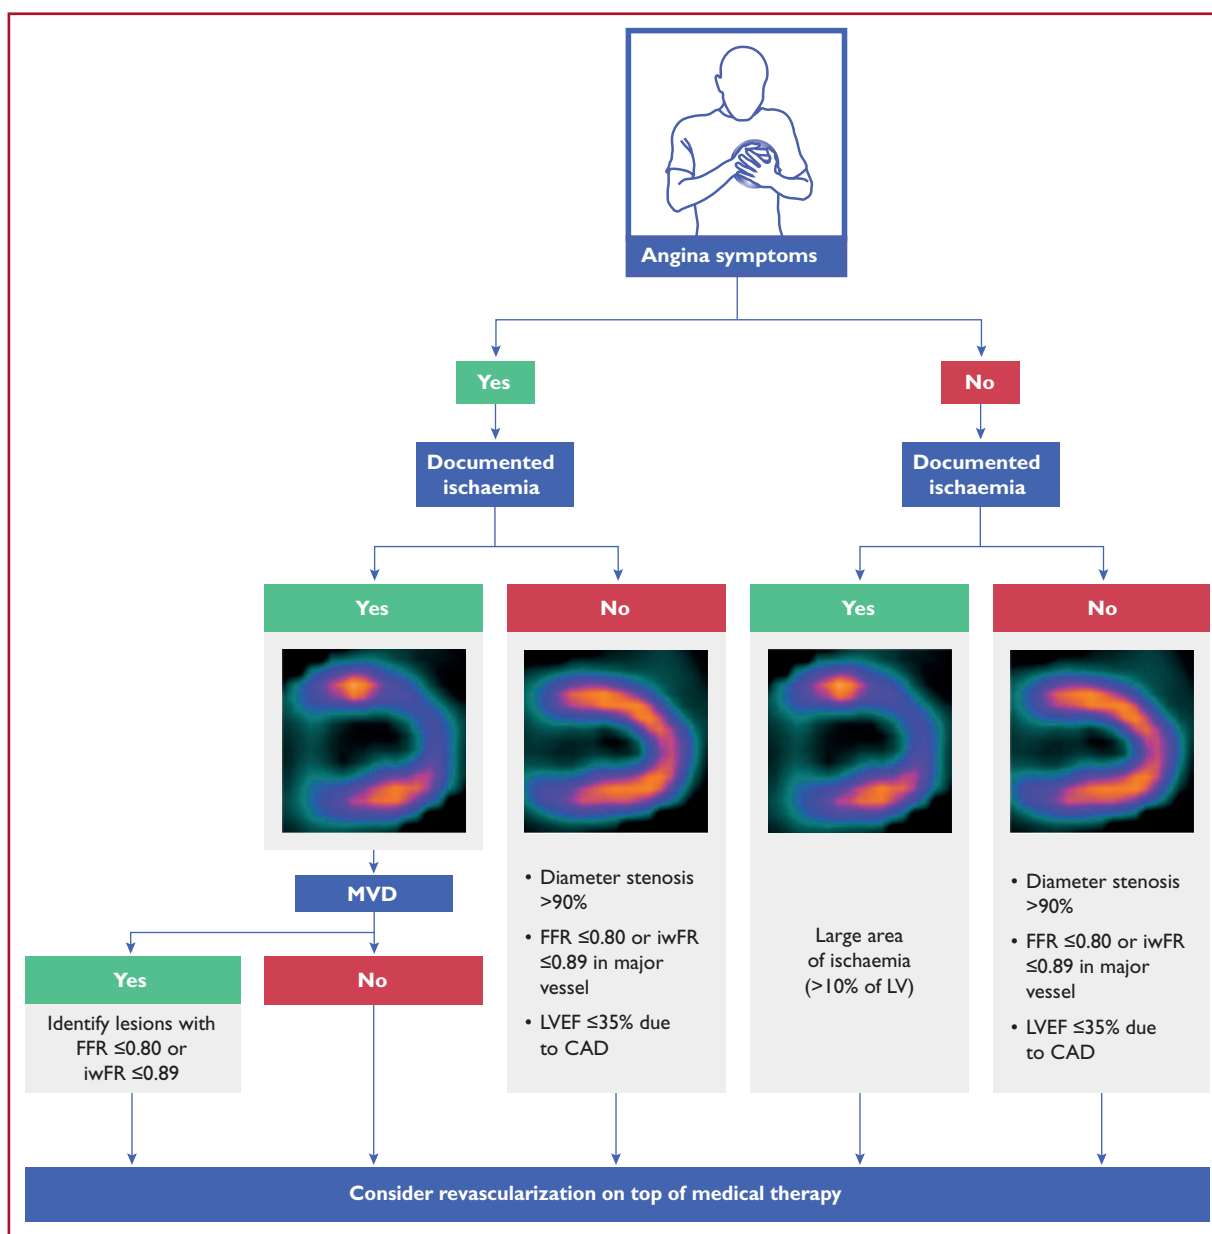 Angina symptoms
Yes
No
Documented
ischaemia
Documented
ischaemia
Yes
No
Yes
No
MVD
Yes
No
Identify lesions with
FFR ≤0.80 or
iwFR ≤0.89
• Diameter stenosis
>90%
• FFR ≤0.80 or iwFR
≤0.89 in major
vessel
• LVEF ≤35% due
to CAD
Large area
of ischaemia
(>10% of LV)
• Diameter stenosis
>90%
• FFR ≤0.80 or iwFR
≤0.89 in major
vessel
• LVEF ≤35% due
to CAD
Consider revascularization on top of medical therapy